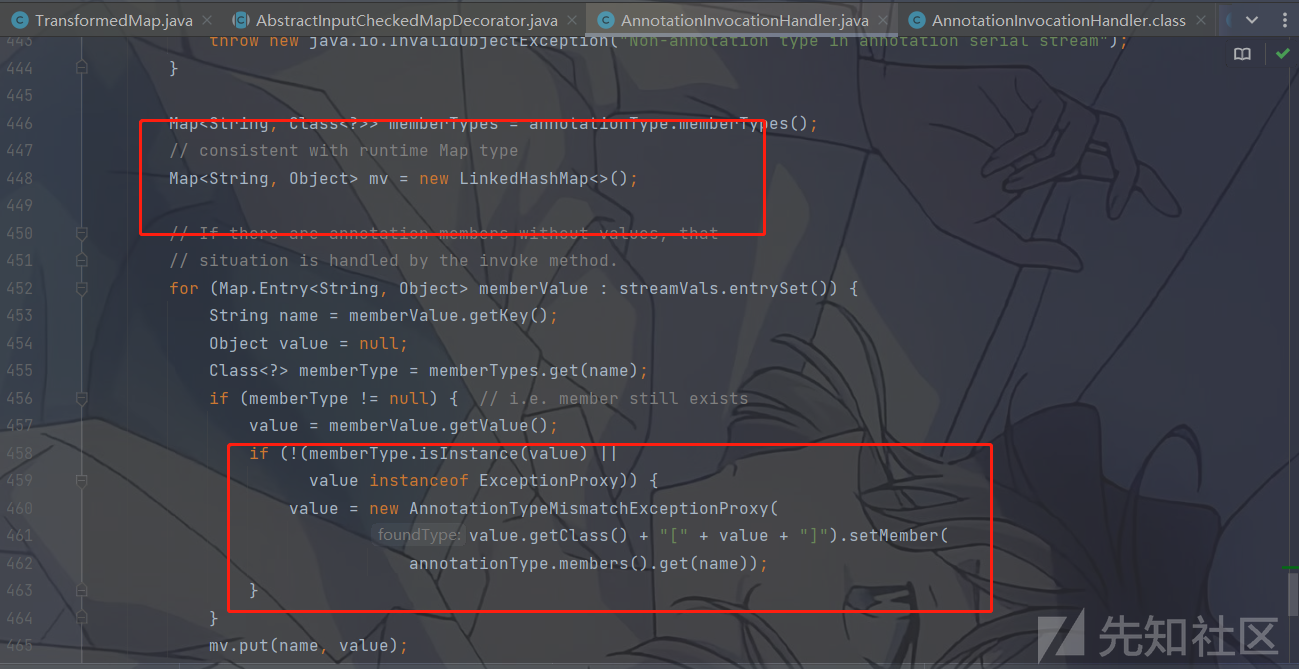 TransformedMap.java AbstractInputCheckedMapDecorator.java AnnotationInvocationHandler.java AnnotationInvocationHandler.class
443 throw new java.io.InvalidObjectException("Non-annotation type in annotation serial stream");
444 }
445
446 Map<String, Class<?>> memberTypes = annotationType.memberTypes();
447 // consistent with runtime Map type
448 Map<String, Object> mv = new LinkedHashMap<>();
449
450 // If there are annotation members without values, that
451 // situation is handled by the invoke method.
452 for (Map.Entry<String, Object> memberValue : streamVals.entrySet()) {
453 String name = memberValue.getKey();
454 Object value = null;
455 Class<?> memberType = memberTypes.get(name);
456 if (memberType != null) {  // i.e. member still exists
457 value = memberValue.getValue();
458 if (!(memberType.isInstance(value) ||
459 value instanceof ExceptionProxy)) {
460 value = new AnnotationTypeMismatchExceptionProxy(
461 foundType: value.getClass() + "[" + value + "]").setMember(
462 annotationType.members().get(name));
463 }
464 }
465 mv.put(name, value);
先知社区